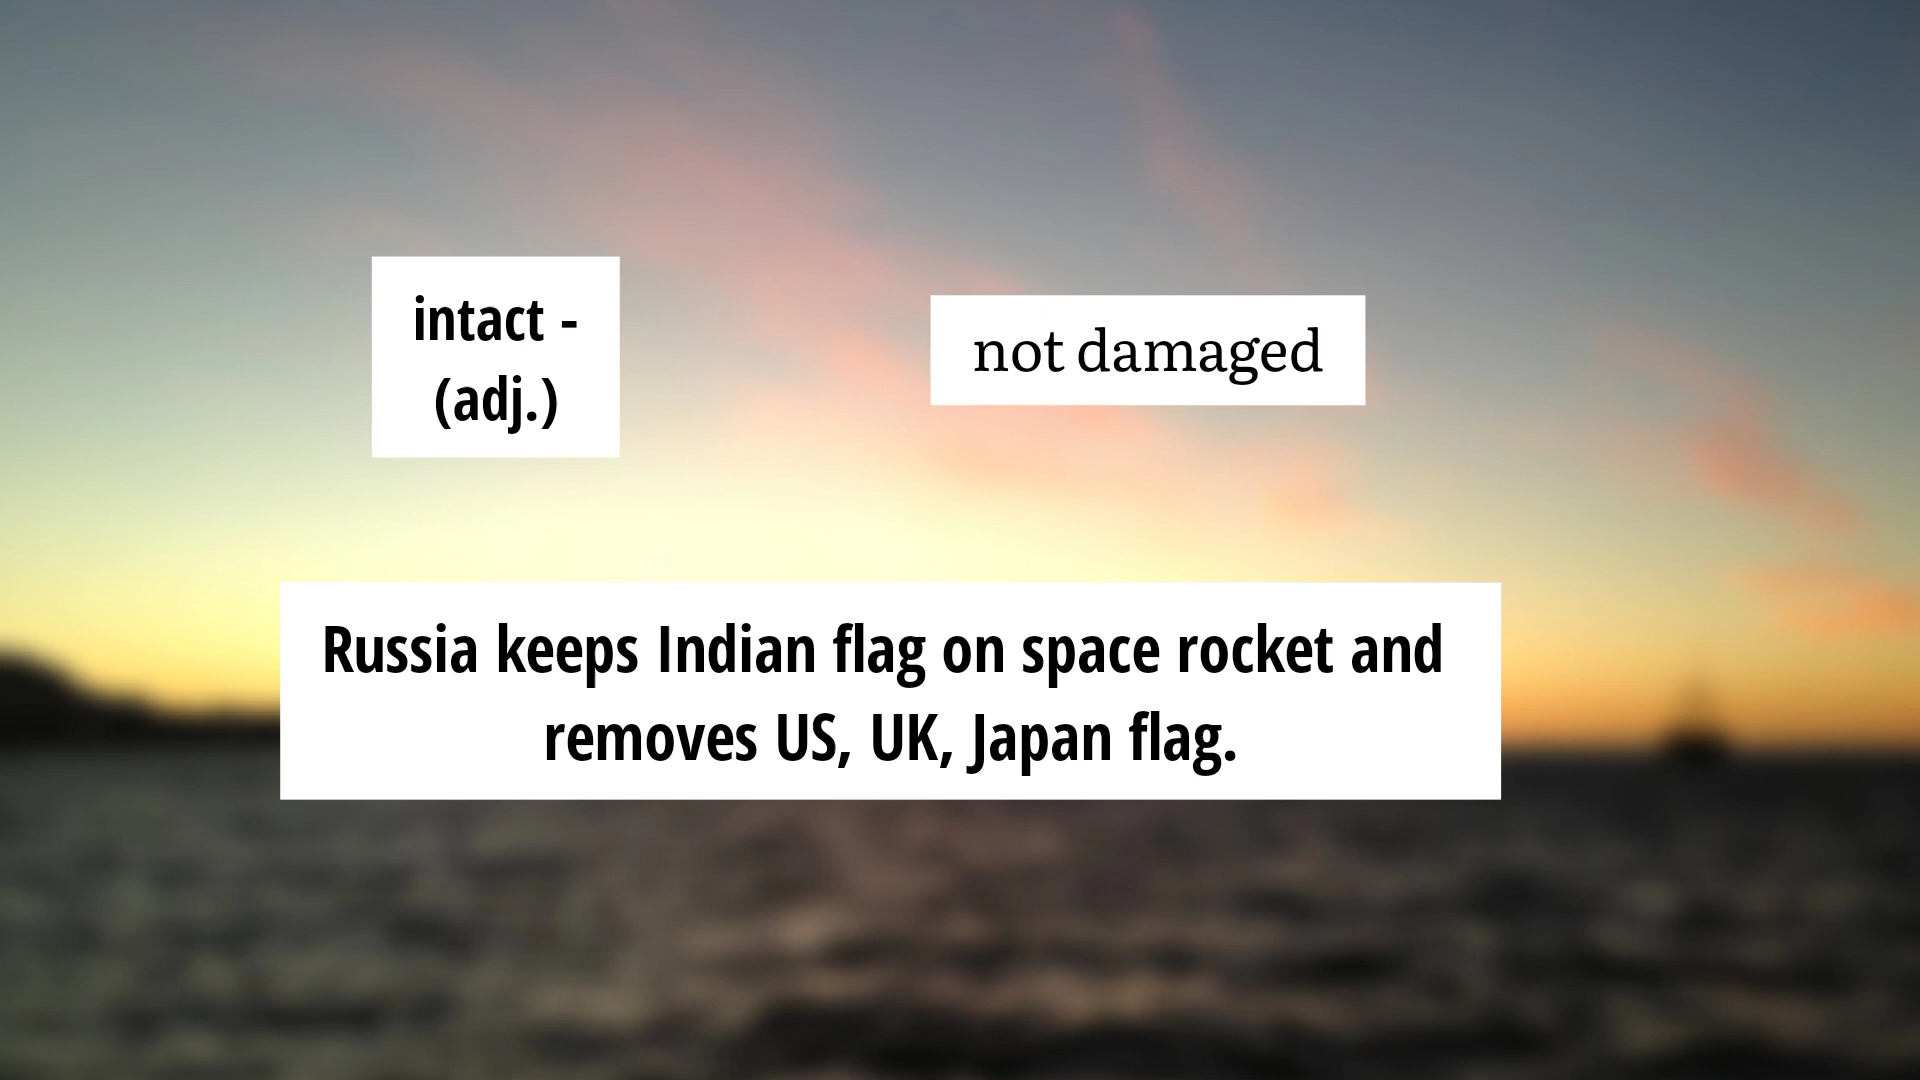 intact -
(adj.)
not damaged
Russia keeps Indian flag on space rocket and
removes US, UK, Japan flag.